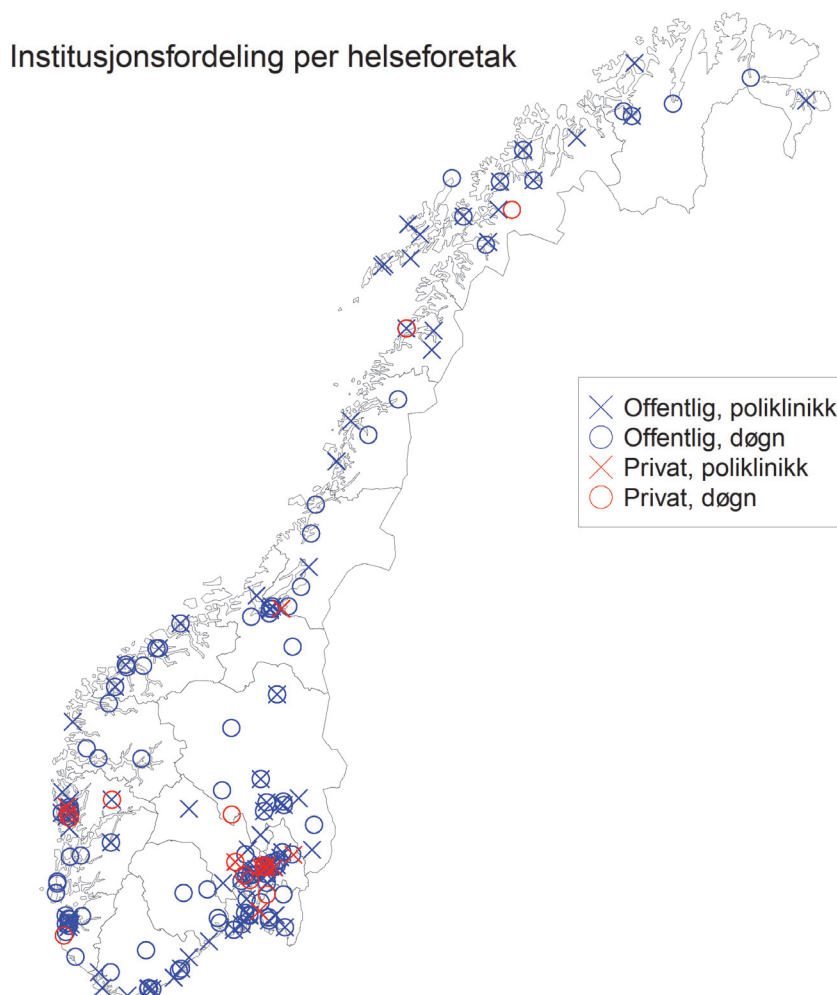 Institusjonsfordeling per helseforetak
Offentlig, poliklinikk
Offentlig, døgn
Privat, poliklinikk
Privat, døgn